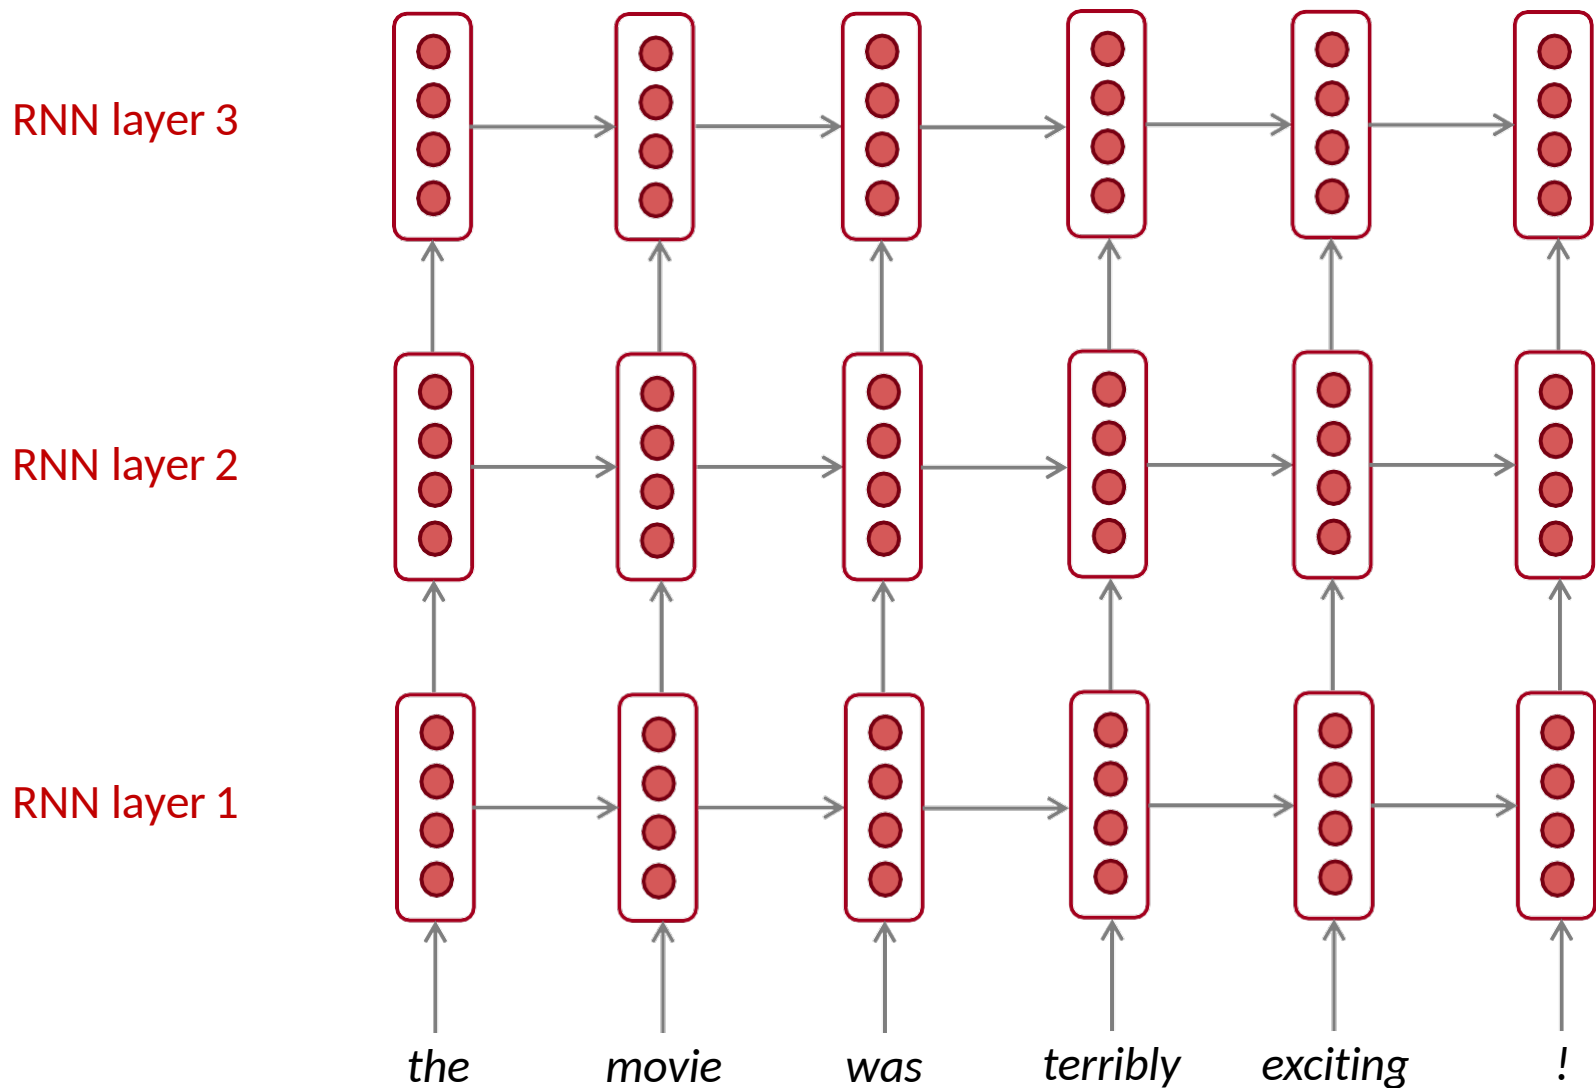 RNN layer 3
RNN layer 2
RNN layer 1
the movie was terribly exciting !